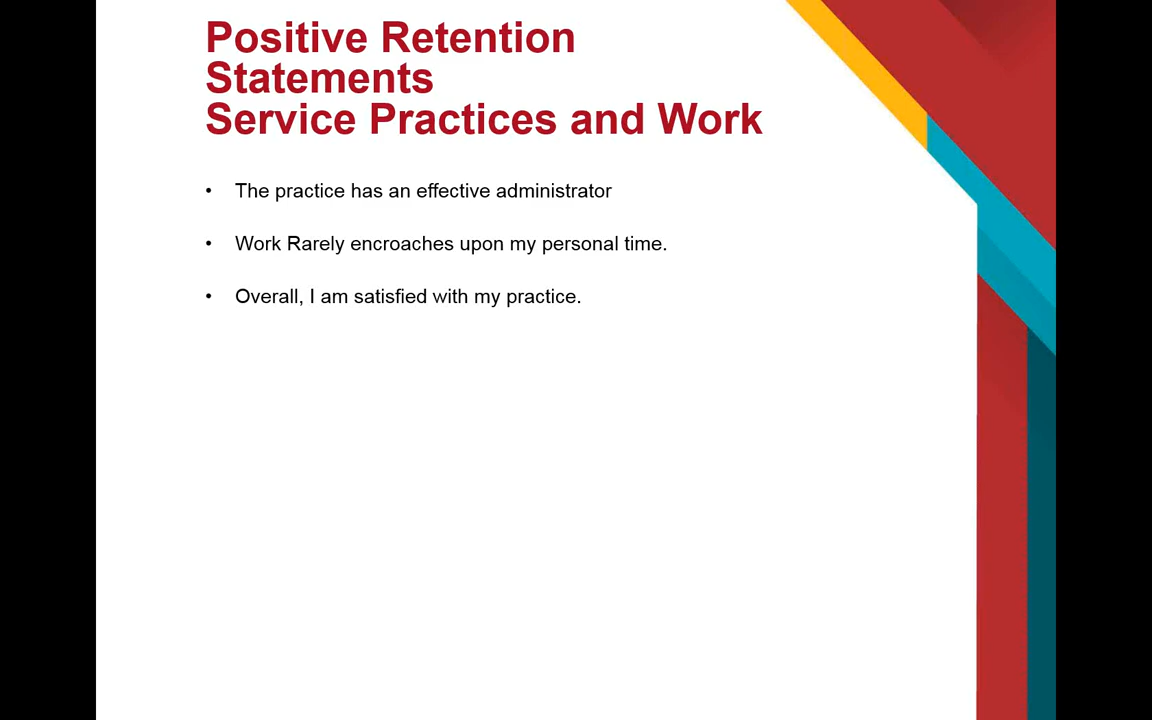 Positive Retention
Statements
Service Practices and Work
• The practice has an effective administrator
• Work Rarely encroaches upon my personal time.
• Overall, I am satisfied with my practice.